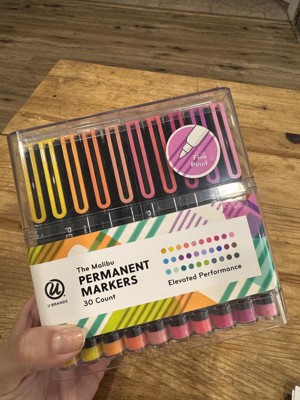 Fine
Point
The Malibu
PERMANENT
MARKERS
30 Count
Elevated Performance
u
U BRANDS